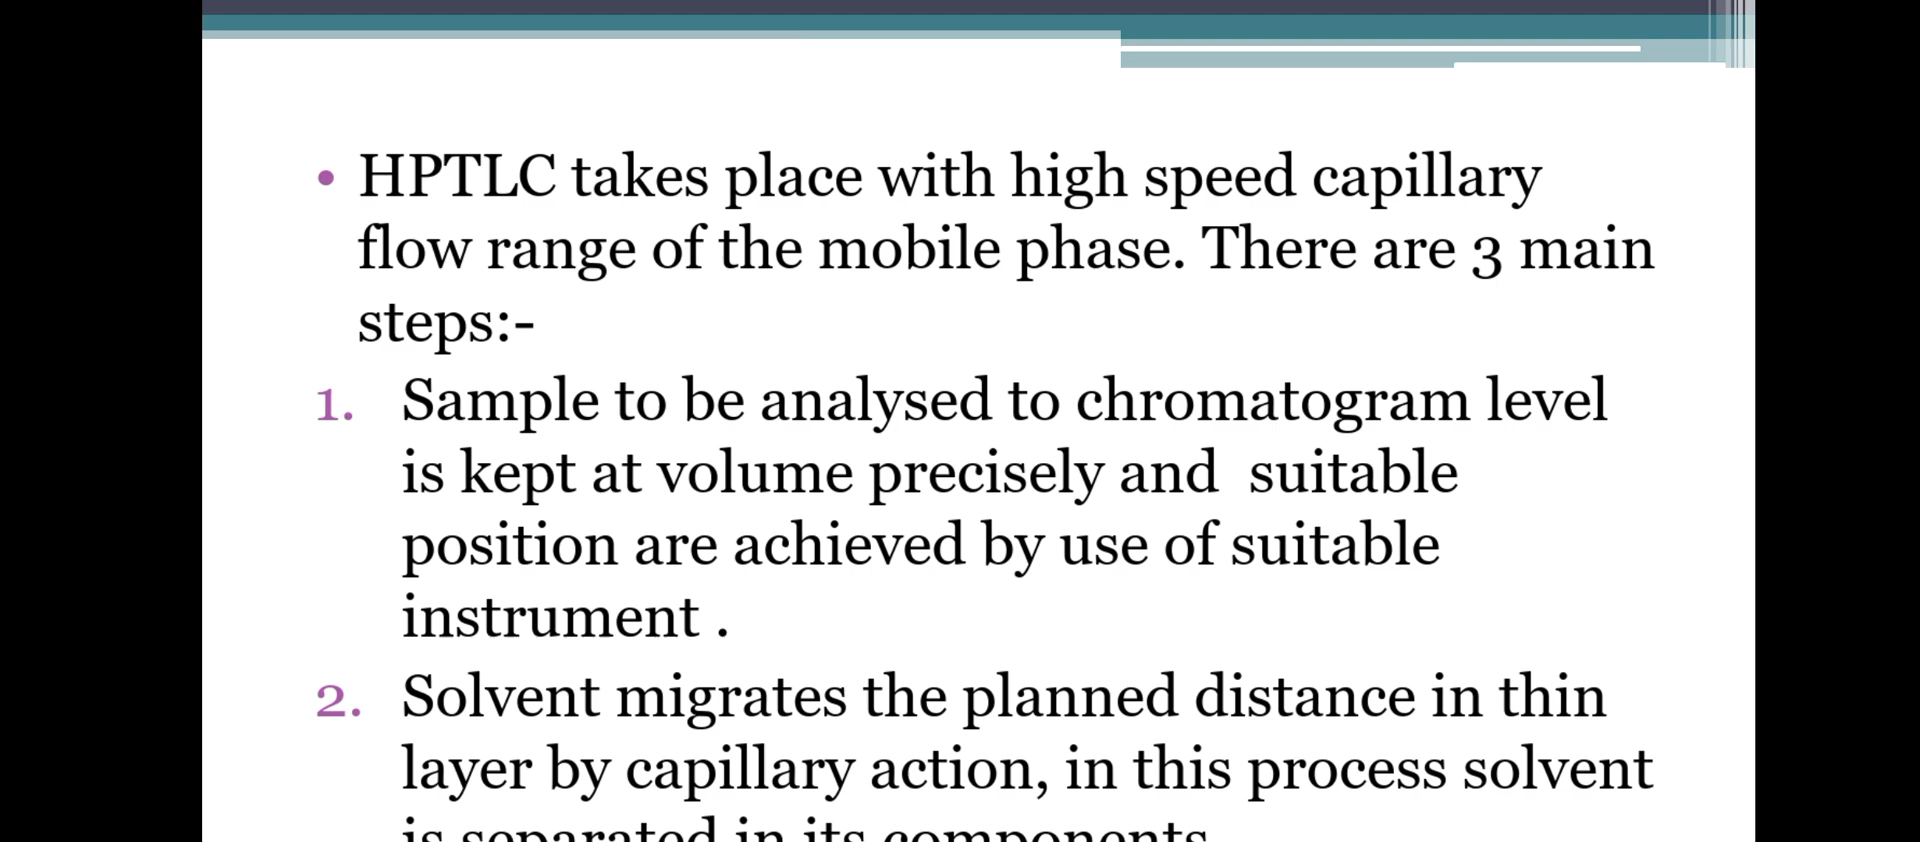 • HPTLC takes place with high speed capillary
flow range of the mobile phase. There are 3 main
steps:-
1. Sample to be analysed to chromatogram level
is kept at volume precisely and  suitable
position are achieved by use of suitable
instrument .
2. Solvent migrates the planned distance in thin
layer by capillary action, in this process solvent
is separated in its components